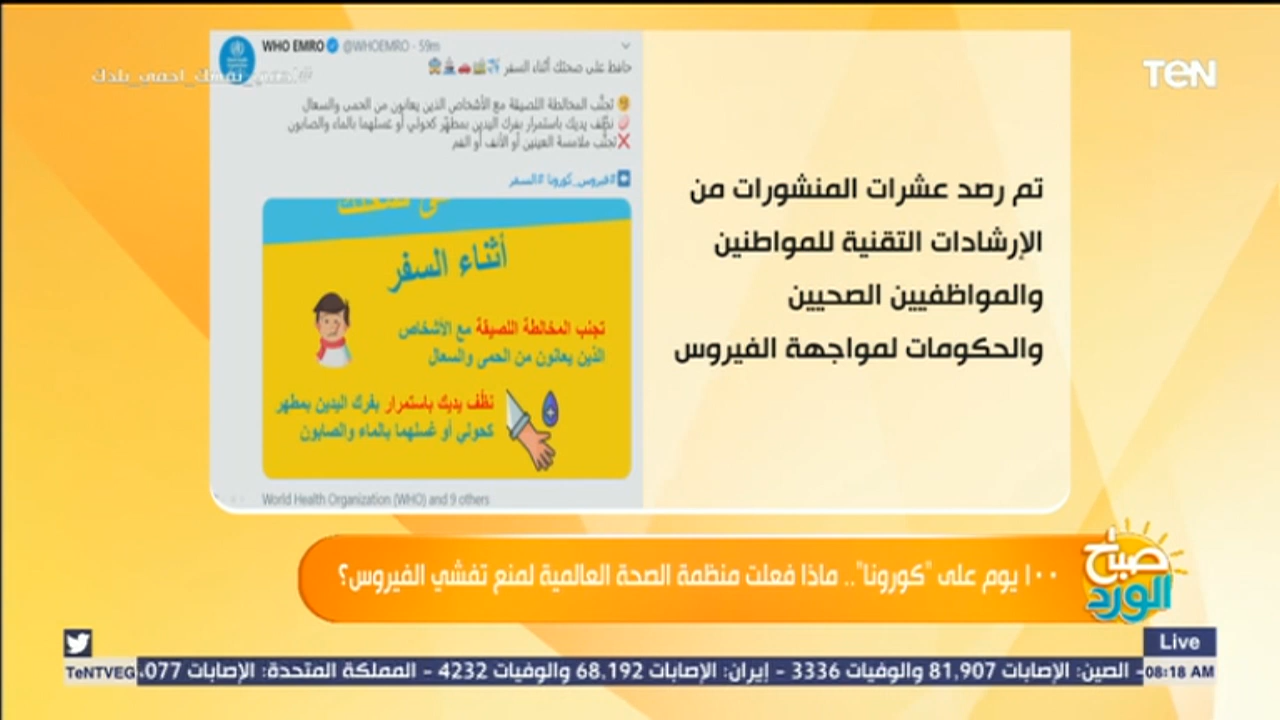 TEN
WHO EMRO @WHOEMRO · 59m
حافظ على صحتك أثناء السفر
تجنَّب المخالطة اللصيقة مع الأشخاص الذين يعانون من الحمى والسعال
نظِّف يديك باستمرار بفرك اليدين بمطهّر كحولي أو غسلهما بالماء والصابون
تجنُّب ملامسة العينين أو الأنف أو الفم
#فيروس_كورونا #السفر
أثناء السفر
تجنب المخالطة اللصيقة مع الأشخاص
الذين يعانون من الحمى والسعال
نظّف يديك باستمرار بفرك اليدين بمطهر
كحولي أو غسلهما بالماء والصابون
World Health Organization (WHO) and 9 others
تم رصد عشرات المنشورات من
الإرشادات التقنية للمواطنين
والمواظفيين الصحيين
والحكومات لمواجهة الفيروس
١٠٠ يوم على "كورونا".. ماذا فعلت منظمة الصحة العالمية لمنع تفشي الفيروس؟
صباح
الورد
Live
08:18 AM
TeNTVEG
- الصين: الإصابات 81,907 والوفيات 3336 - إيران: الإصابات 68,192 والوفيات 4232 - المملكة المتحدة: الإصابات 077,